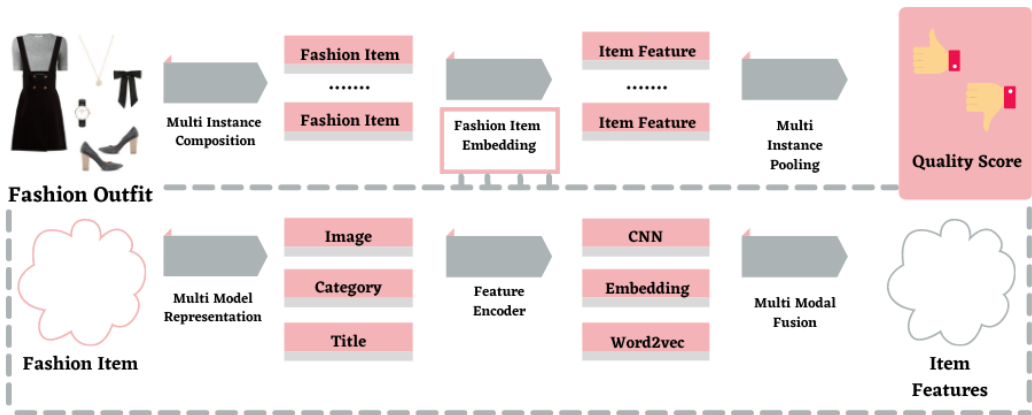 Fashion Item
.......
Fashion Item
Item Feature
.......
Item Feature
Multi Instance
Composition
Fashion Item
Embedding
Multi
Instance
Pooling
Quality Score
Fashion Outfit
Image
Category
Title
CNN
Embedding
Word2vec
Multi Model
Representation
Feature
Encoder
Multi Modal
Fusion
Fashion Item
Item
Features